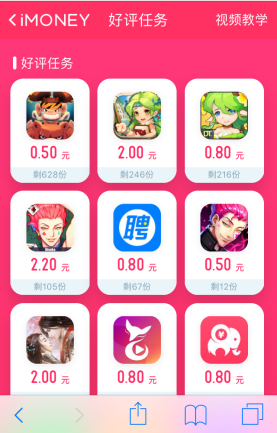 iMONEY 好评任务 视频教学
好评任务
0.50 元 2.00 元 0.80 元
剩628份 剩246份 剩216份
2.20 元 0.80 元 0.50 元
剩105份 剩67份 剩12份
聘
2.00 元 0.80 元 0.80 元